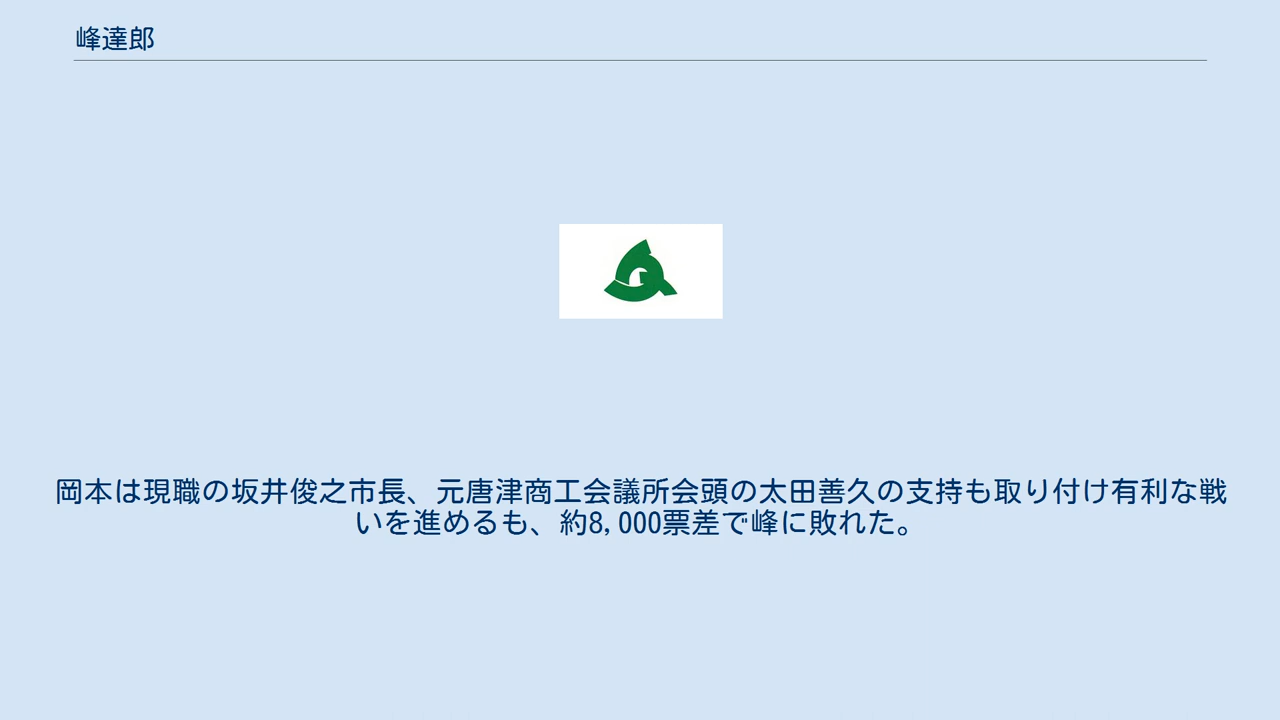 峰達郎
岡本は現職の坂井俊之市長、元唐津商工会議所会頭の太田善久の支持も取り付け有利な戦
いを進めるも、約8,000票差で峰に敗れた。